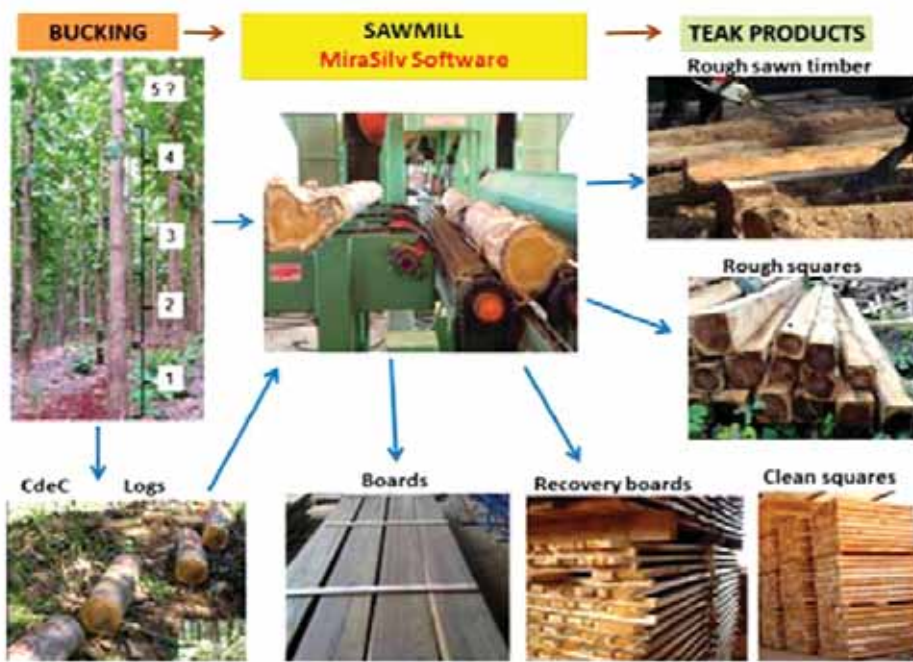 BUCKING
SAWMILL
MiraSilv Software
TEAK PRODUCTS
Rough sawn timber
5 ?
4
3
2
1
Rough squares
CdeC
Logs
Boards
Recovery boards
Clean squares